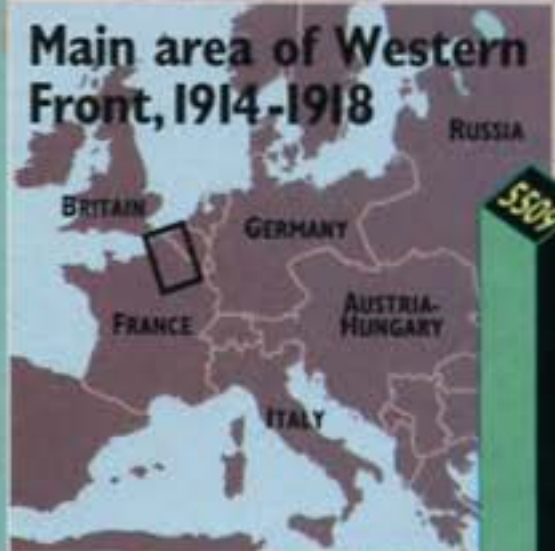 Main area of Western
Front, 1914-1918
RUSSIA
BRITAIN
GERMANY
AUSTRIA-
HUNGARY
FRANCE
ITALY
5509